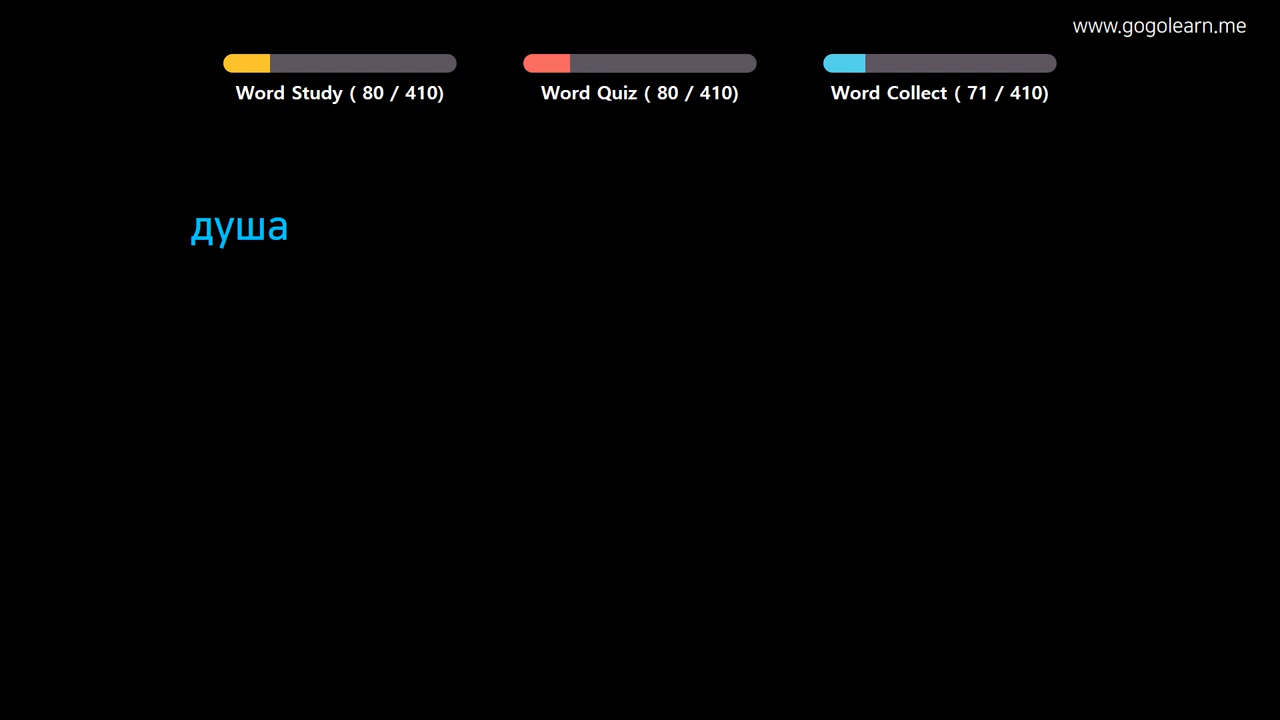 www.gogolearn.me
Word Study ( 80 / 410)
Word Quiz ( 80 / 410)
Word Collect ( 71 / 410)
душа